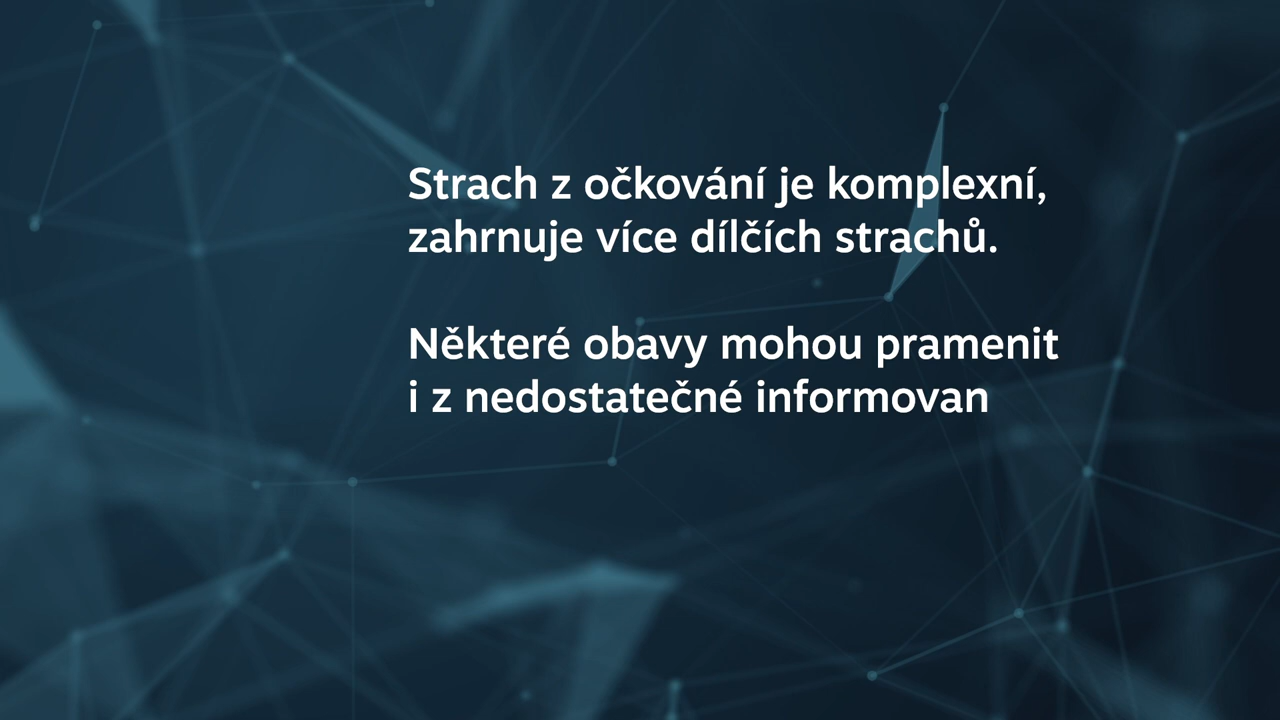 Strach z očkování je komplexní,
zahrnuje více dílčích strachů.
Některé obavy mohou pramenit
i z nedostatečné informovan